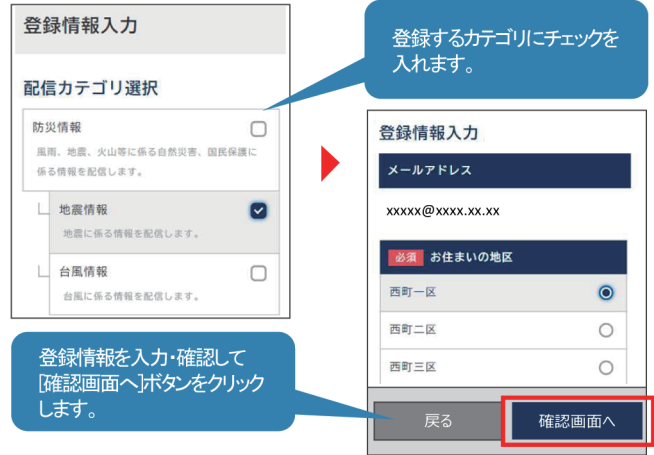 登録情報入力
配信カテゴリ選択
防災情報
風雨、地震、火山等に係る自然災害、国民保護に
係る情報を配信します。
地震情報
地震に係る情報を配信します。
台風情報
台風に係る情報を配信します。
登録するカテゴリにチェックを
入れます。
登録情報入力
メールアドレス
xxxxx@xxxx.xx.xx
必須 お住まいの地区
西町一区
西町二区
西町三区
戻る 確認画面へ
登録情報を入力・確認して
[確認画面へ]ボタンをクリック
します。